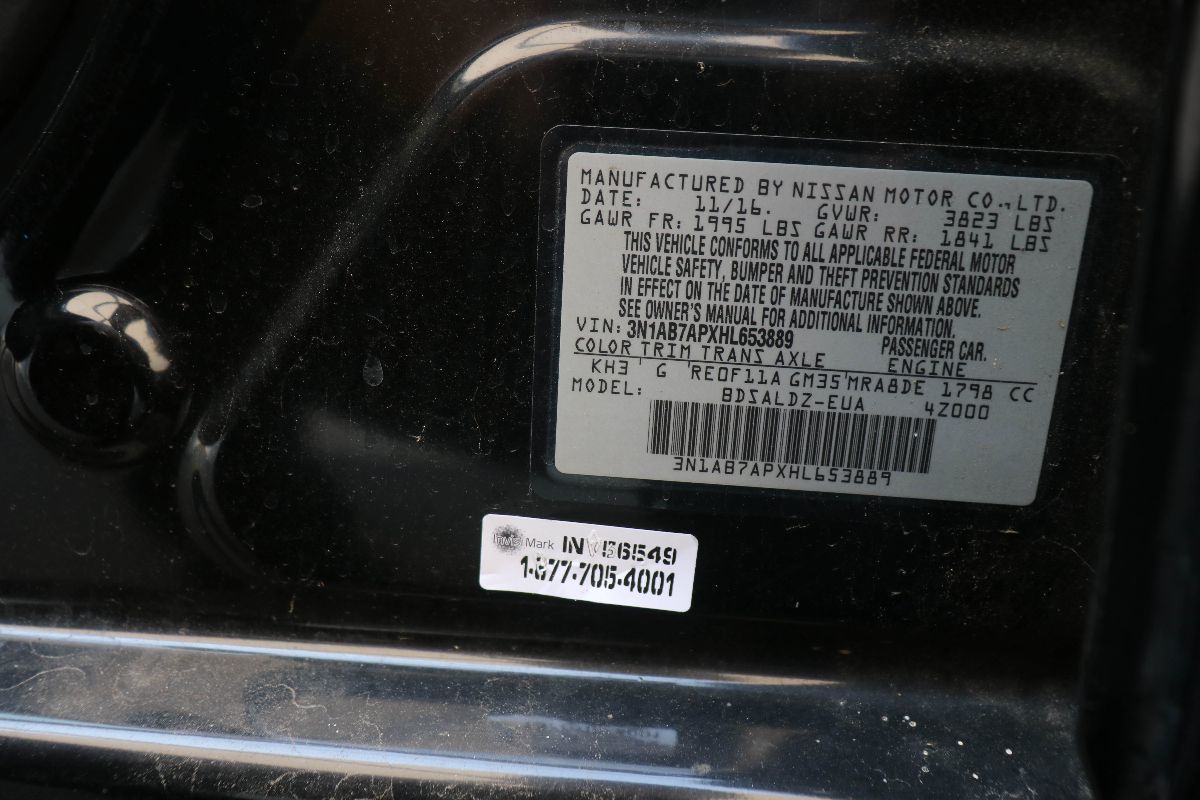 MANUFACTURED BY NISSAN MOTOR CO.,LTD.
DATE: 11/16. GVWR: 3823 LBS
GAWR FR: 1995 LBS GAWR RR: 1841 LBS
THIS VEHICLE CONFORMS TO ALL APPLICABLE FEDERAL MOTOR
VEHICLE SAFETY, BUMPER AND THEFT PREVENTION STANDARDS
IN EFFECT ON THE DATE OF MANUFACTURE SHOWN ABOVE.
SEE OWNER'S MANUAL FOR ADDITIONAL INFORMATION.
VIN: 3N1AB7APXHL653889 PASSENGER CAR.
COLOR TRIM TRANS AXLE ENGINE
KH3 G RE0F11A GM35 MRA8DE 1798 CC
MODEL: BDSALDZ-EUA 4Z000
3N1AB7APXHL653889
Mark 56549
1-877-705-4001